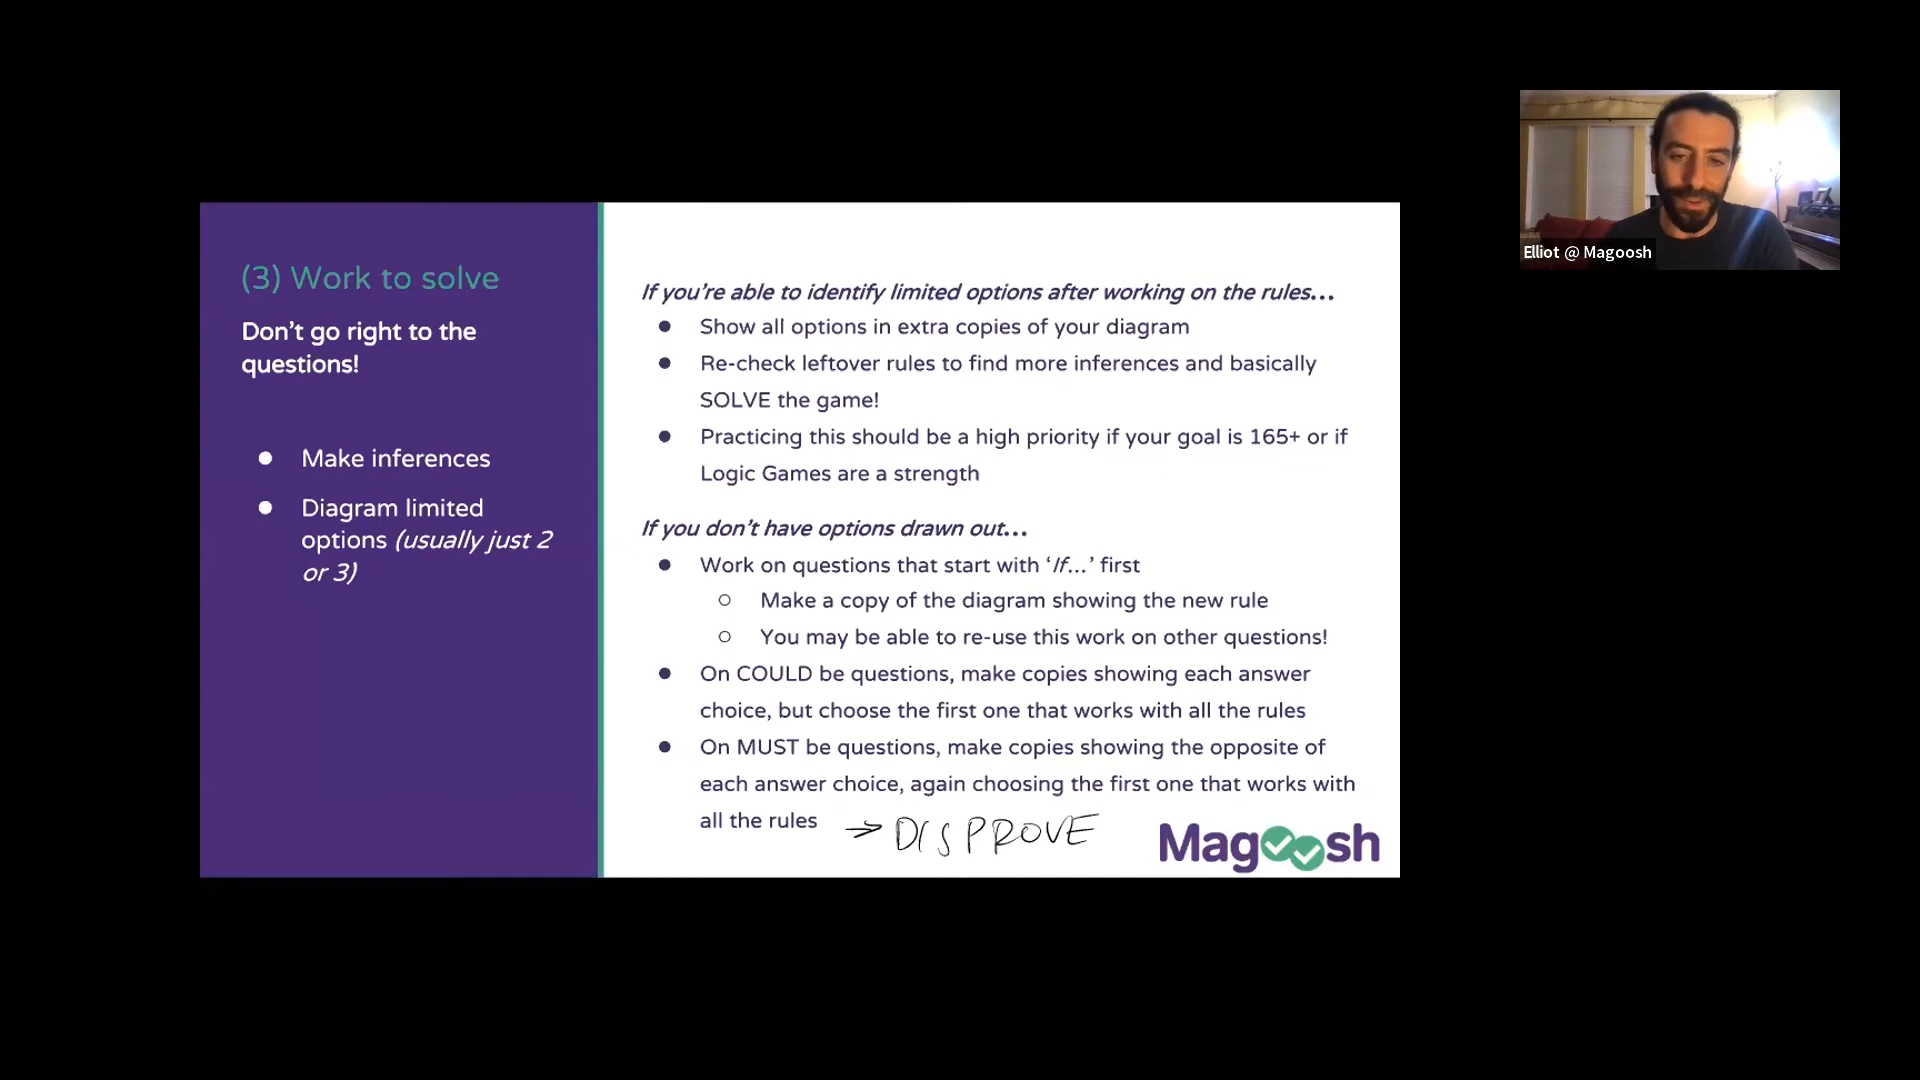 (3) Work to solve
Don't go right to the
questions!
● Make inferences
● Diagram limited
options (usually just 2
or 3)
If you're able to identify limited options after working on the rules...
● Show all options in extra copies of your diagram
● Re-check leftover rules to find more inferences and basically
SOLVE the game!
● Practicing this should be a high priority if your goal is 165+ or if
Logic Games are a strength
If you don't have options drawn out...
● Work on questions that start with ‘If...’ first
○ Make a copy of the diagram showing the new rule
○ You may be able to re-use this work on other questions!
● On COULD be questions, make copies showing each answer
choice, but choose the first one that works with all the rules
● On MUST be questions, make copies showing the opposite of
each answer choice, again choosing the first one that works with
all the rules → DISPROVE
Magoosh
Elliot @ Magoosh